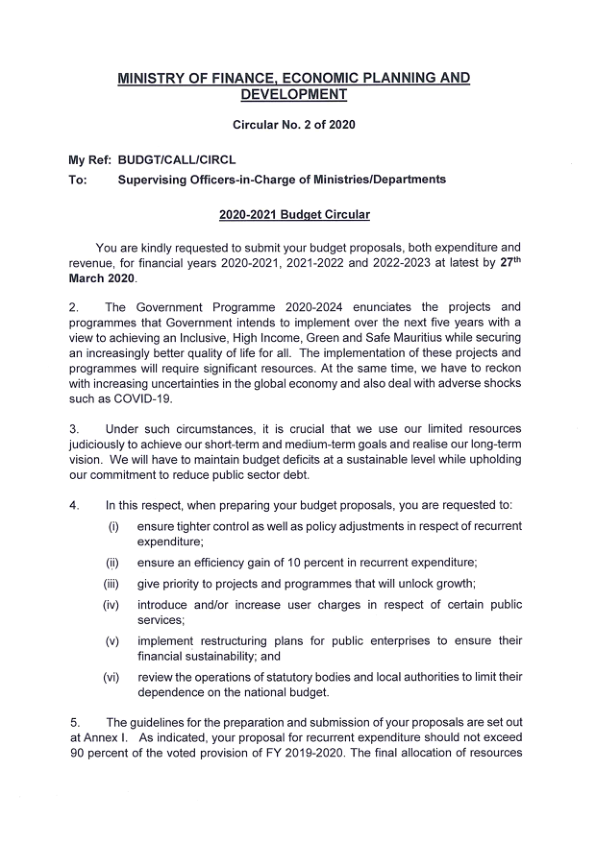 MINISTRY OF FINANCE, ECONOMIC PLANNING AND
DEVELOPMENT
Circular No. 2 of 2020
My Ref: BUDGT/CALL/CIRCL
To: Supervising Officers-in-Charge of Ministries/Departments
2020-2021 Budget Circular
You are kindly requested to submit your budget proposals, both expenditure and
revenue, for financial years 2020-2021, 2021-2022 and 2022-2023 at latest by 27th
March 2020.
2. The Government Programme 2020-2024 enunciates the projects and
programmes that Government intends to implement over the next five years with a
view to achieving an Inclusive, High Income, Green and Safe Mauritius while securing
an increasingly better quality of life for all. The implementation of these projects and
programmes will require significant resources. At the same time, we have to reckon
with increasing uncertainties in the global economy and also deal with adverse shocks
such as COVID-19.
3. Under such circumstances, it is crucial that we use our limited resources
judiciously to achieve our short-term and medium-term goals and realise our long-term
vision. We will have to maintain budget deficits at a sustainable level while upholding
our commitment to reduce public sector debt.
4. In this respect, when preparing your budget proposals, you are requested to:
(i) ensure tighter control as well as policy adjustments in respect of recurrent
expenditure;
(ii) ensure an efficiency gain of 10 percent in recurrent expenditure;
(iii) give priority to projects and programmes that will unlock growth;
(iv) introduce and/or increase user charges in respect of certain public
services;
(v) implement restructuring plans for public enterprises to ensure their
financial sustainability; and
(vi) review the operations of statutory bodies and local authorities to limit their
dependence on the national budget.
5. The guidelines for the preparation and submission of your proposals are set out
at Annex I. As indicated, your proposal for recurrent expenditure should not exceed
90 percent of the voted provision of FY 2019-2020. The final allocation of resources